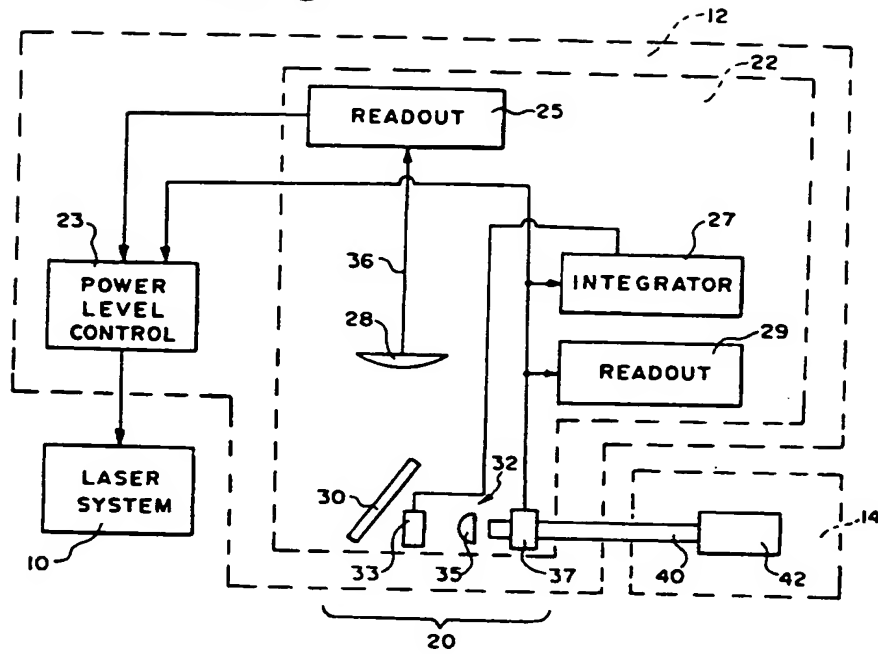 12
22
READOUT
25
23
36
27
POWER
LEVEL
CONTROL
INTEGRATOR
28
29
READOUT
LASER
SYSTEM
30
32
14
10
33
35
37
40
42
20